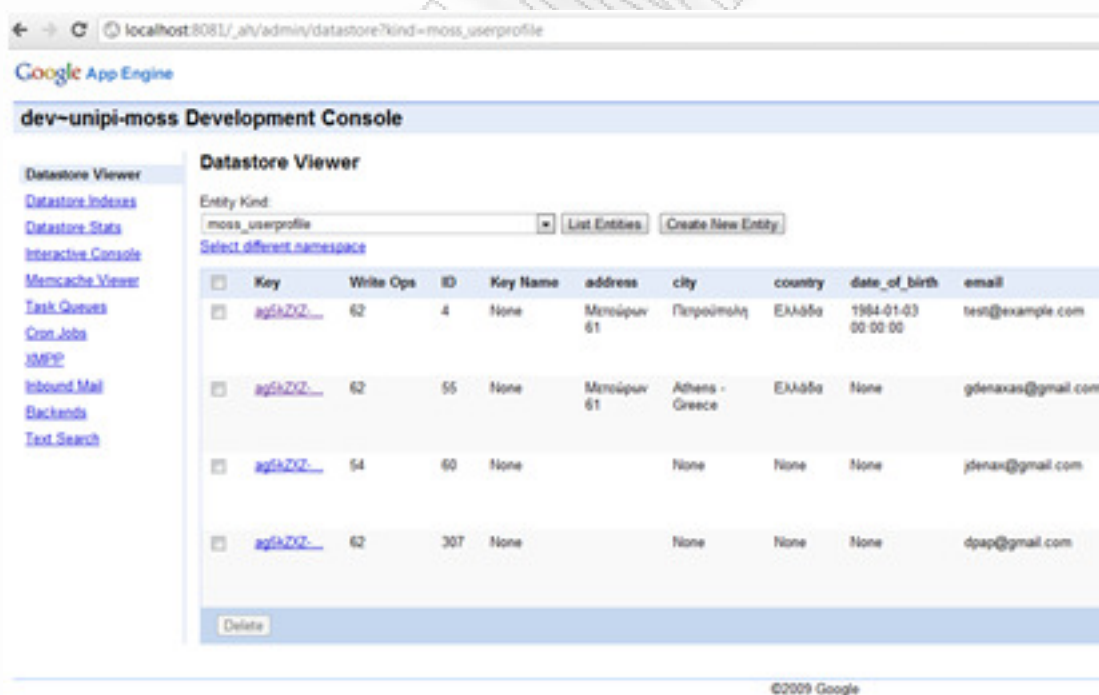 localhost:8081/_ah/admin/datastore?kind=moss_userprofile
Google App Engine
dev~unipi-moss Development Console
Datastore Viewer
Datastore Indexes
Datastore Stats
Interactive Console
Memcache Viewer
Task Queues
Cron Jobs
XMPP
Inbound Mail
Backends
Text Search
Datastore Viewer
Entity Kind:
moss_userprofile List Entities Create New Entity
Select different namespace
Key Write Ops ID Key Name address city country date_of_birth email
62 4 None Μετεώρων 61 Πετρούπολη Ελλάδα 1984-01-03 00:00:00 test@example.com
62 55 None Μετεώρων 61 Athens - Greece Ελλάδα None gdenaxas@gmail.com
54 60 None None None None jdenax@gmail.com
62 307 None None None None dpap@gmail.com
Delete
©2009 Google